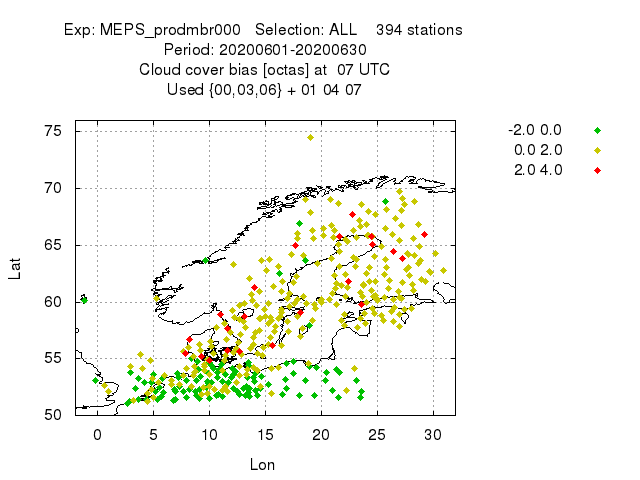 Exp: MEPS_prodmbr000   Selection: ALL    394 stations
Period: 20200601-20200630
Cloud cover bias [octas] at  07 UTC
Used {00,03,06} + 01 04 07
-2.0 0.0
0.0 2.0
2.0 4.0
75
70
65
60
55
50
Lat
0 5 10 15 20 25 30
Lon